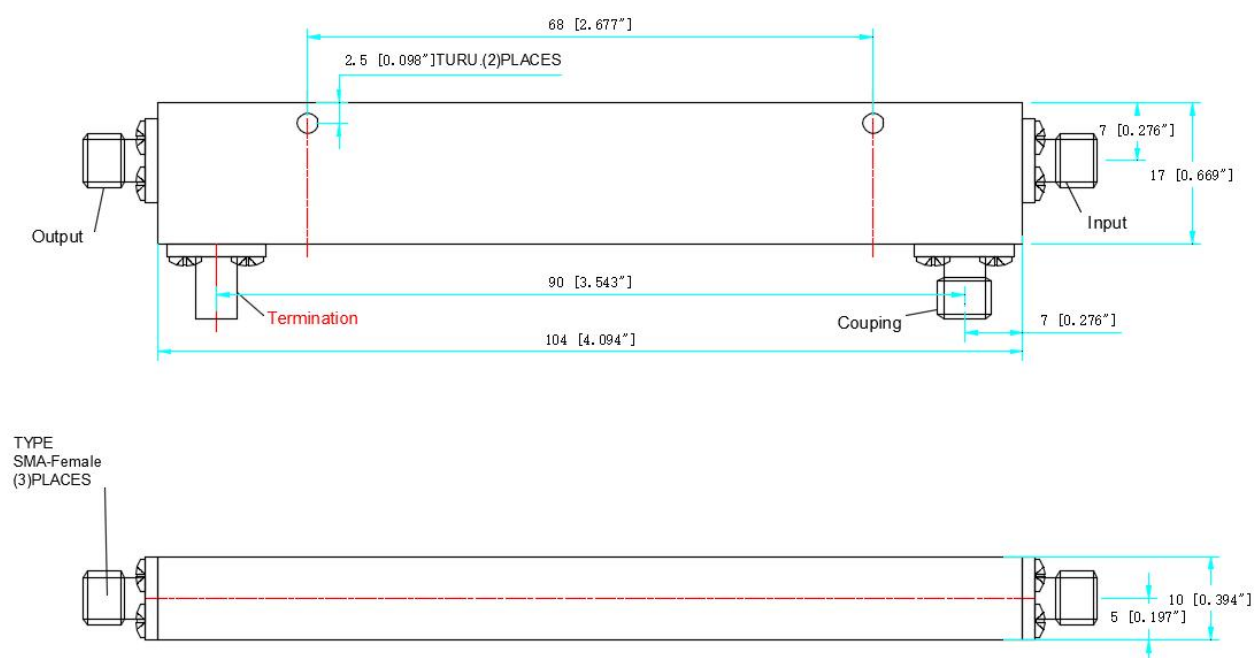 68 [2.677"]
2.5 [0.098"]TURU.(2)PLACES
7 [0.276"]
17 [0.669"]
Output
Input
90 [3.543"]
Termination
Couping
7 [0.276"]
104 [4.094"]
TYPE
SMA-Female
(3)PLACES
10 [0.394"]
5 [0.197"]